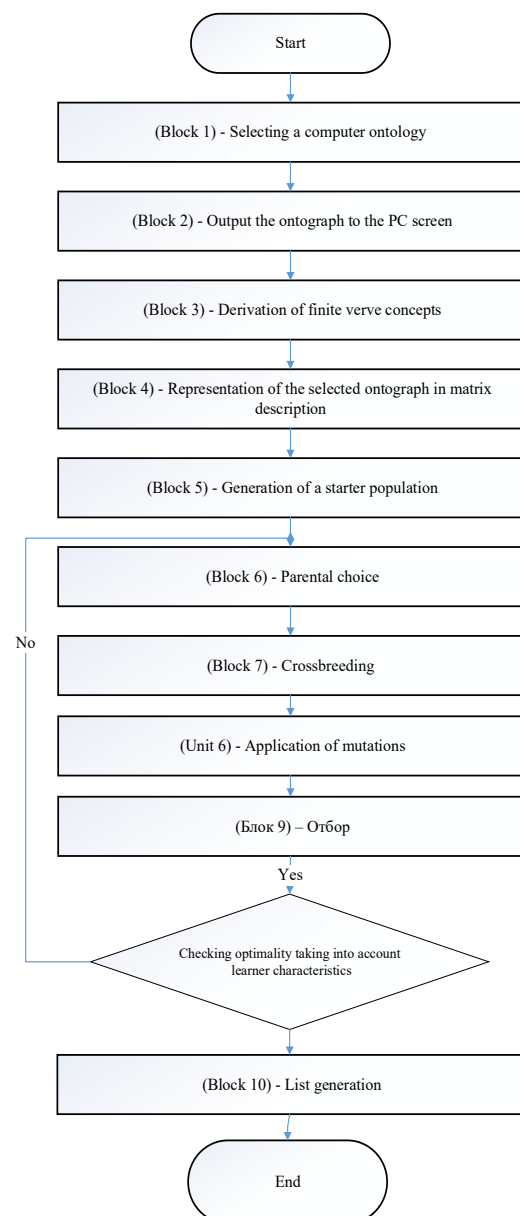 Start
(Block 1) - Selecting a computer ontology
(Block 2) - Output the ontograph to the PC screen
(Block 3) - Derivation of finite verve concepts
(Block 4) - Representation of the selected ontograph in matrix
description
(Block 5) - Generation of a starter population
(Block 6) - Parental choice
No
(Block 7) - Crossbreeding
(Unit 6) - Application of mutations
(Блок 9) – Отбор
Yes
Checking optimality taking into account
learner characteristics
(Block 10) - List generation
End